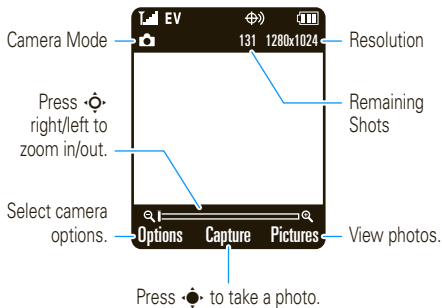 EV
Camera Mode
131 1280x1024
Resolution
Remaining
Shots
Press
right/left to
zoom in/out.
Select camera
options.
Options Capture Pictures
View photos.
Press to take a photo.